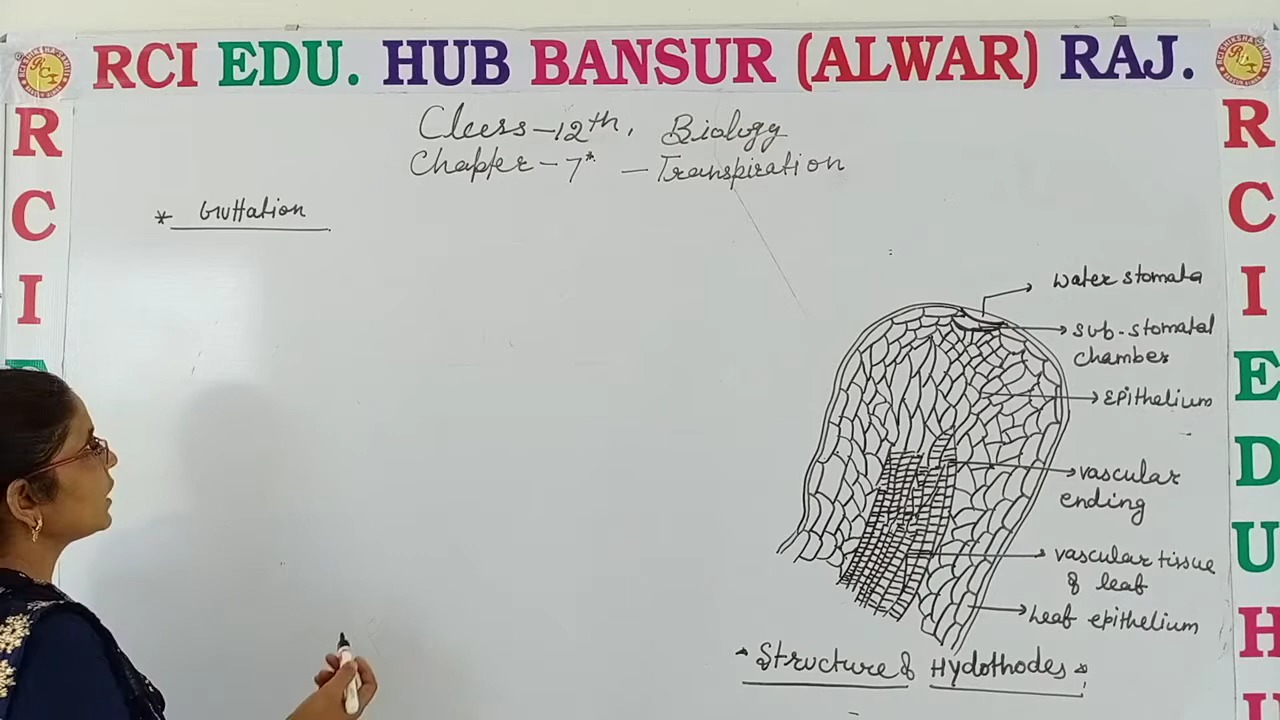 RCI EDU. HUB BANSUR (ALWAR) RAJ.
Class-12th, Biology
Chapter-7* - Transpiration
* Guttation
water stomata
sub-stomatal
chamber
Epithelium
vascular
ending
vascular tissue
of leaf
Leaf epithelium
* Structure of Hydothodes *
R
C
I
E
R
C
I
E
D
U
H
U